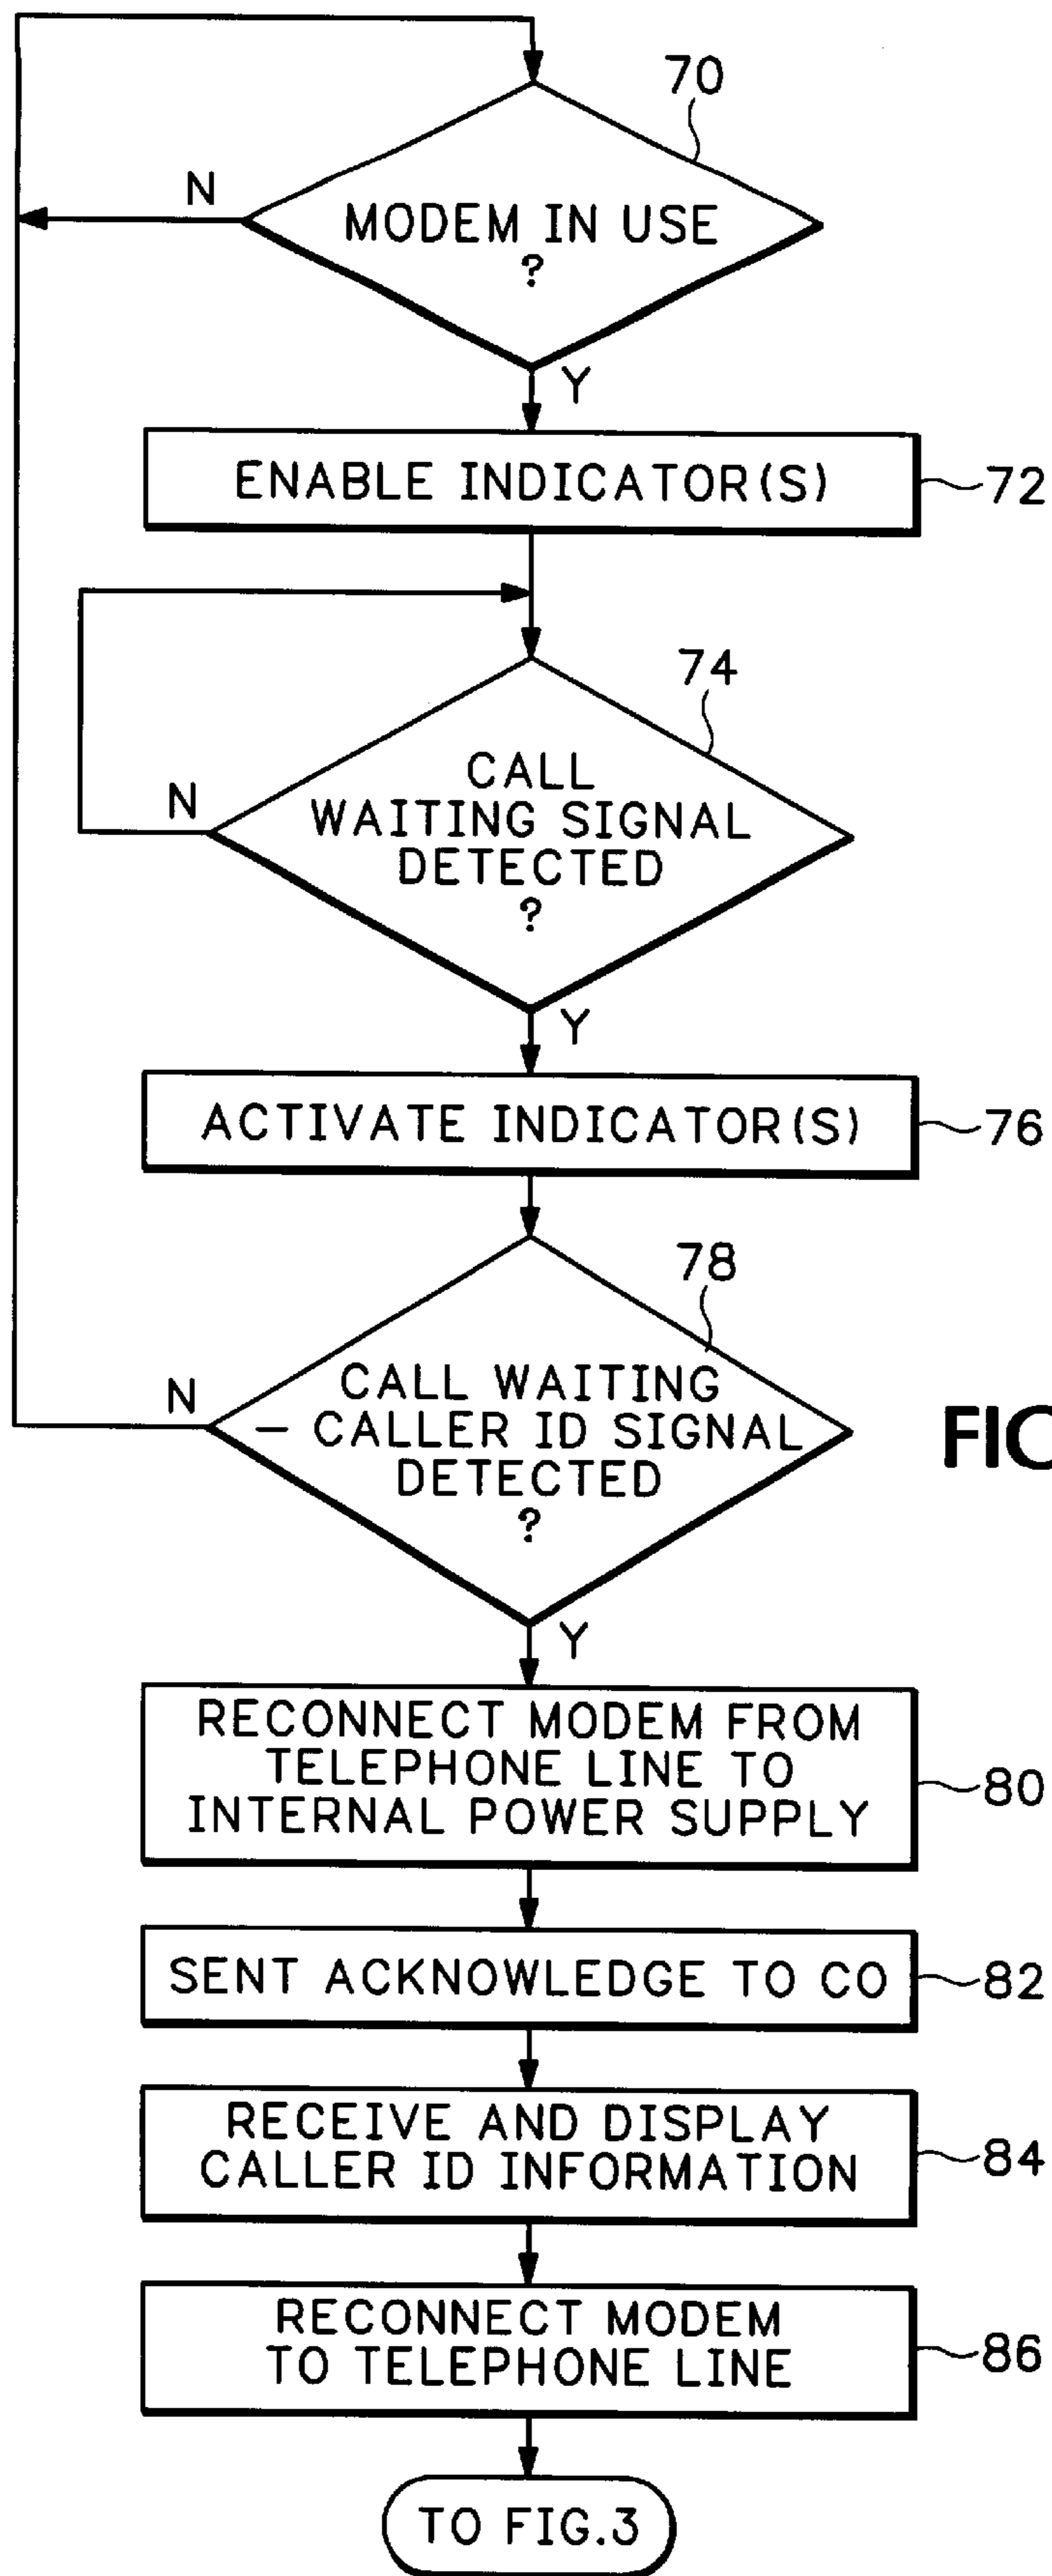 70
N
MODEM IN USE
?
Y
ENABLE INDICATOR(S)
72
74
N
CALL
WAITING SIGNAL
DETECTED
?
Y
ACTIVATE INDICATOR(S)
76
78
N
CALL WAITING
– CALLER ID SIGNAL
DETECTED
?
Y
RECONNECT MODEM FROM
TELEPHONE LINE TO
INTERNAL POWER SUPPLY
80
SENT ACKNOWLEDGE TO CO
82
RECEIVE AND DISPLAY
CALLER ID INFORMATION
84
RECONNECT MODEM
TO TELEPHONE LINE
86
TO FIG.3